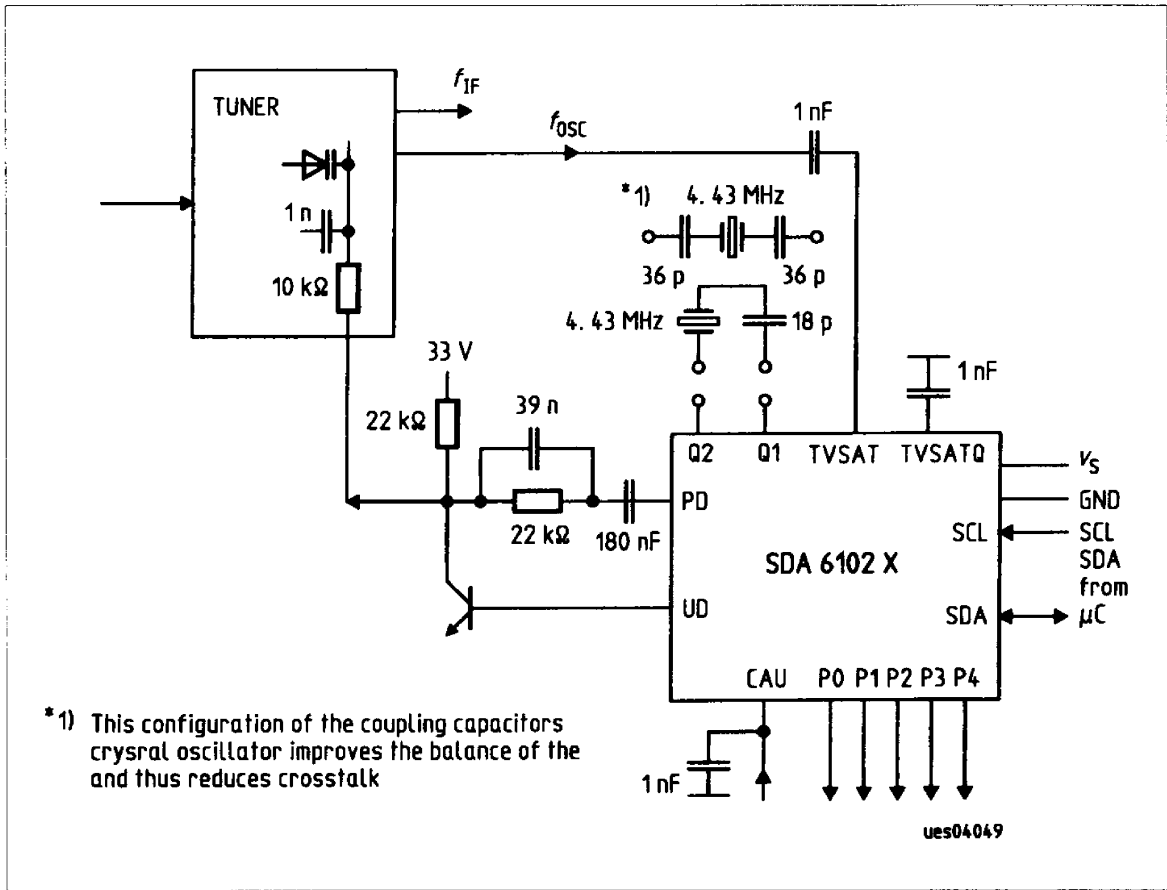 TUNER
f IF
f OSC
1 nF
*1) 4. 43 MHz
1 n
36 p 36 p
10 kΩ
4. 43 MHz 18 p
33 V
1 nF
39 n
22 kΩ
Q2 Q1 TVSAT TVSATQ
VS
PD
GND
22 kΩ 180 nF
SCL SCL
SDA 6102 X
SDA
from
UD
SDA µC
CAU P0 P1 P2 P3 P4
*1) This configuration of the coupling capacitors
crysral oscillator improves the balance of the
and thus reduces crosstalk
1 nF
ues04049